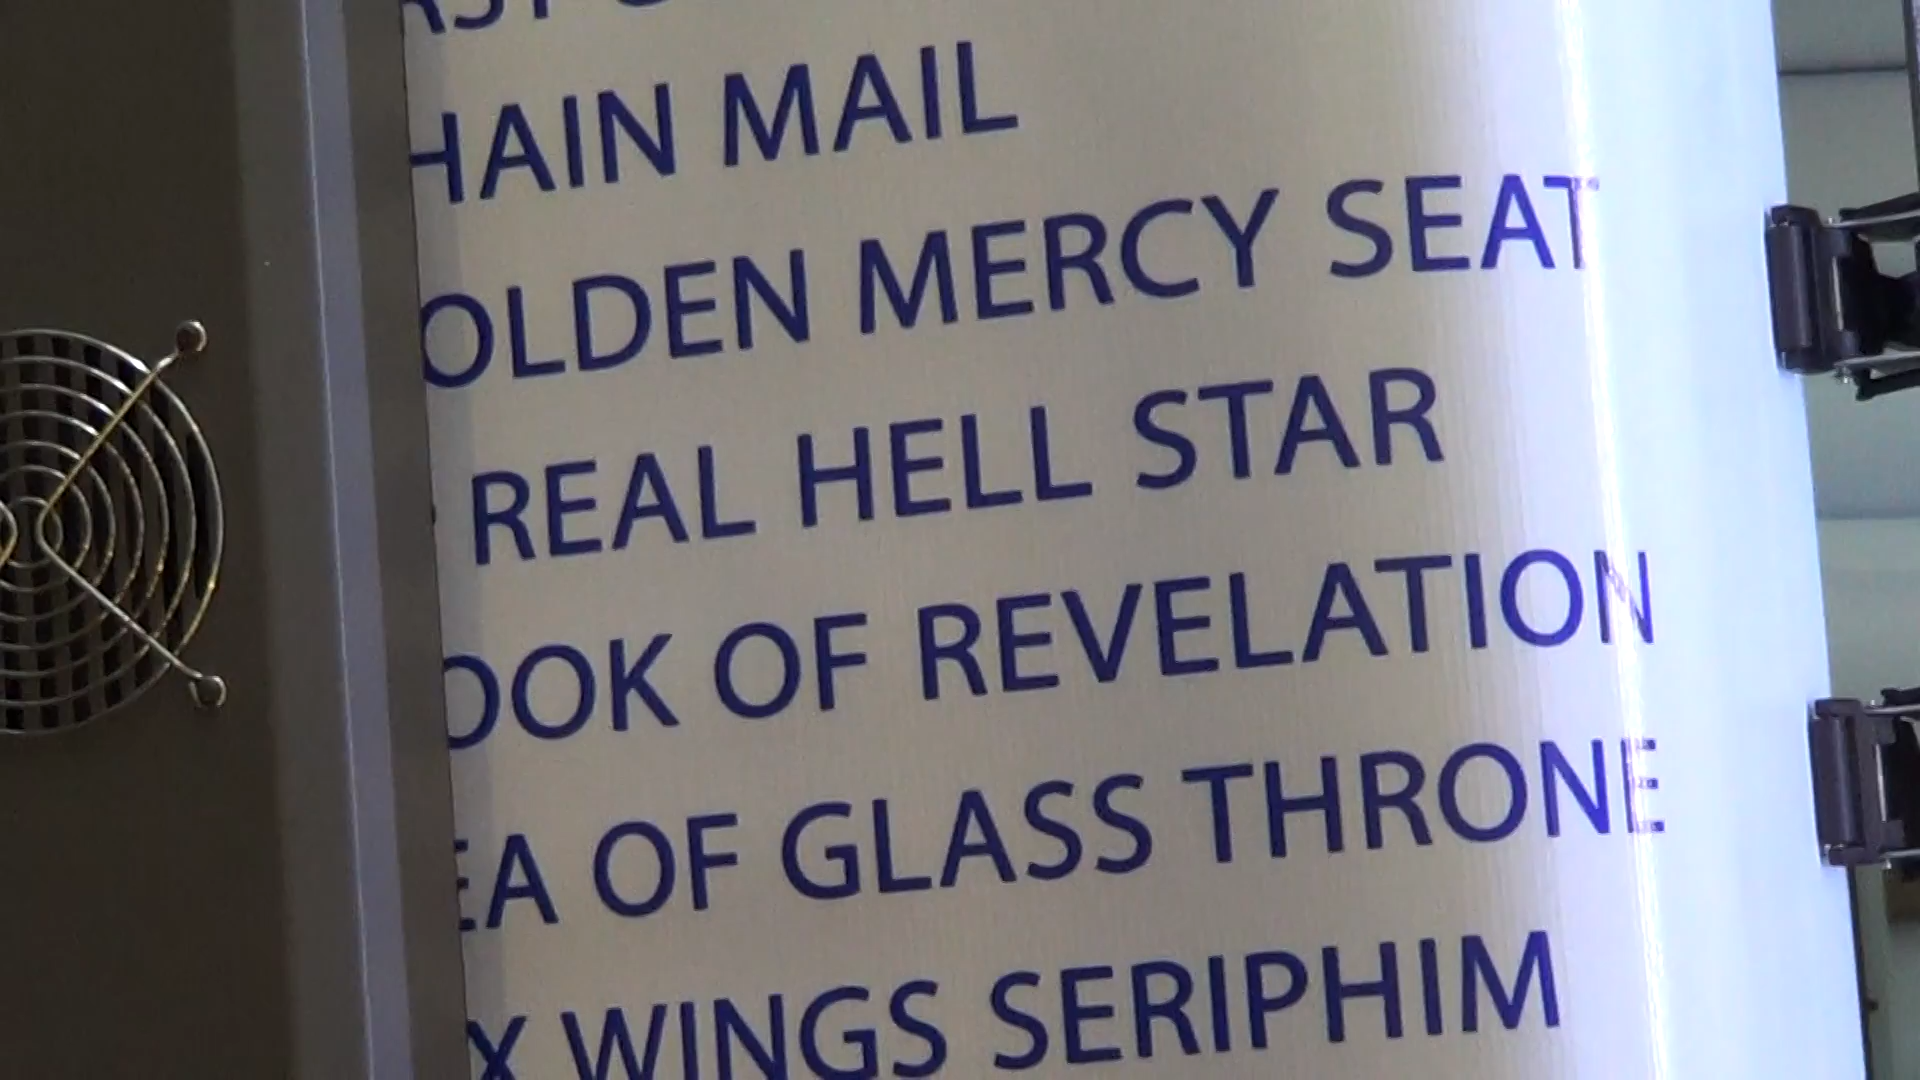 HAIN MAIL
OLDEN MERCY SEAT
REAL HELL STAR
OOK OF REVELATION
EA OF GLASS THRONE
X WINGS SERIPHIM